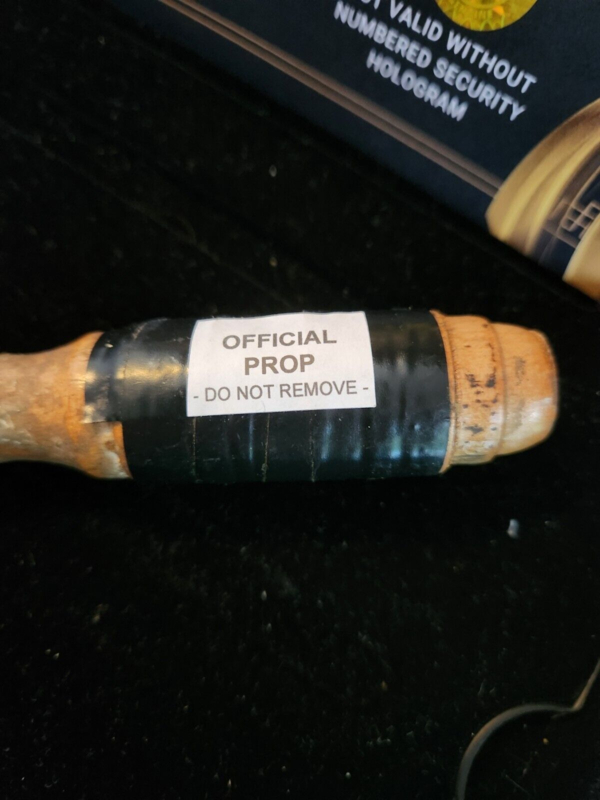 VALID WITHOUT
NUMBERED SECURITY
HOLOGRAM
OFFICIAL
PROP
- DO NOT REMOVE -